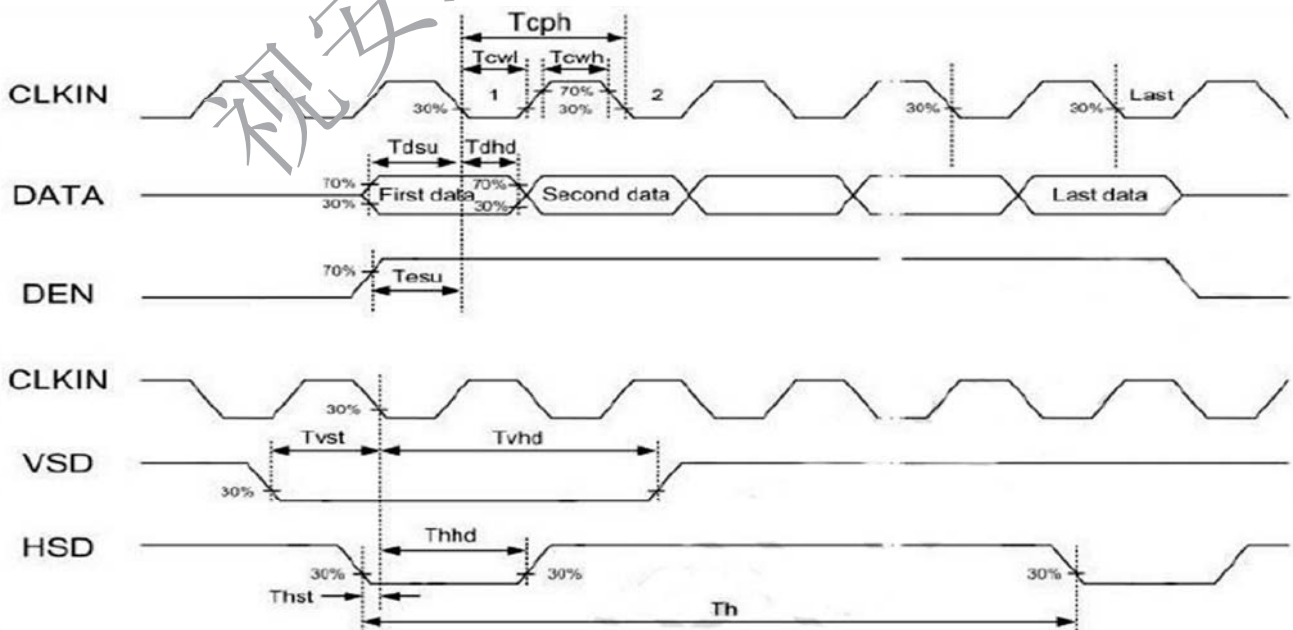 视安
Tcph
Tcwl Tcwh
CLKIN 30% 1 70% 30% 2 30% 30% Last
Tdsu Tdhd
DATA 70% 30% First data 70% 30% Second data Last data
DEN 70% Tesu
CLKIN 30%
Tvst Tvhd
VSD 30%
Thhd
HSD 30% 30% 30%
Thst
Th